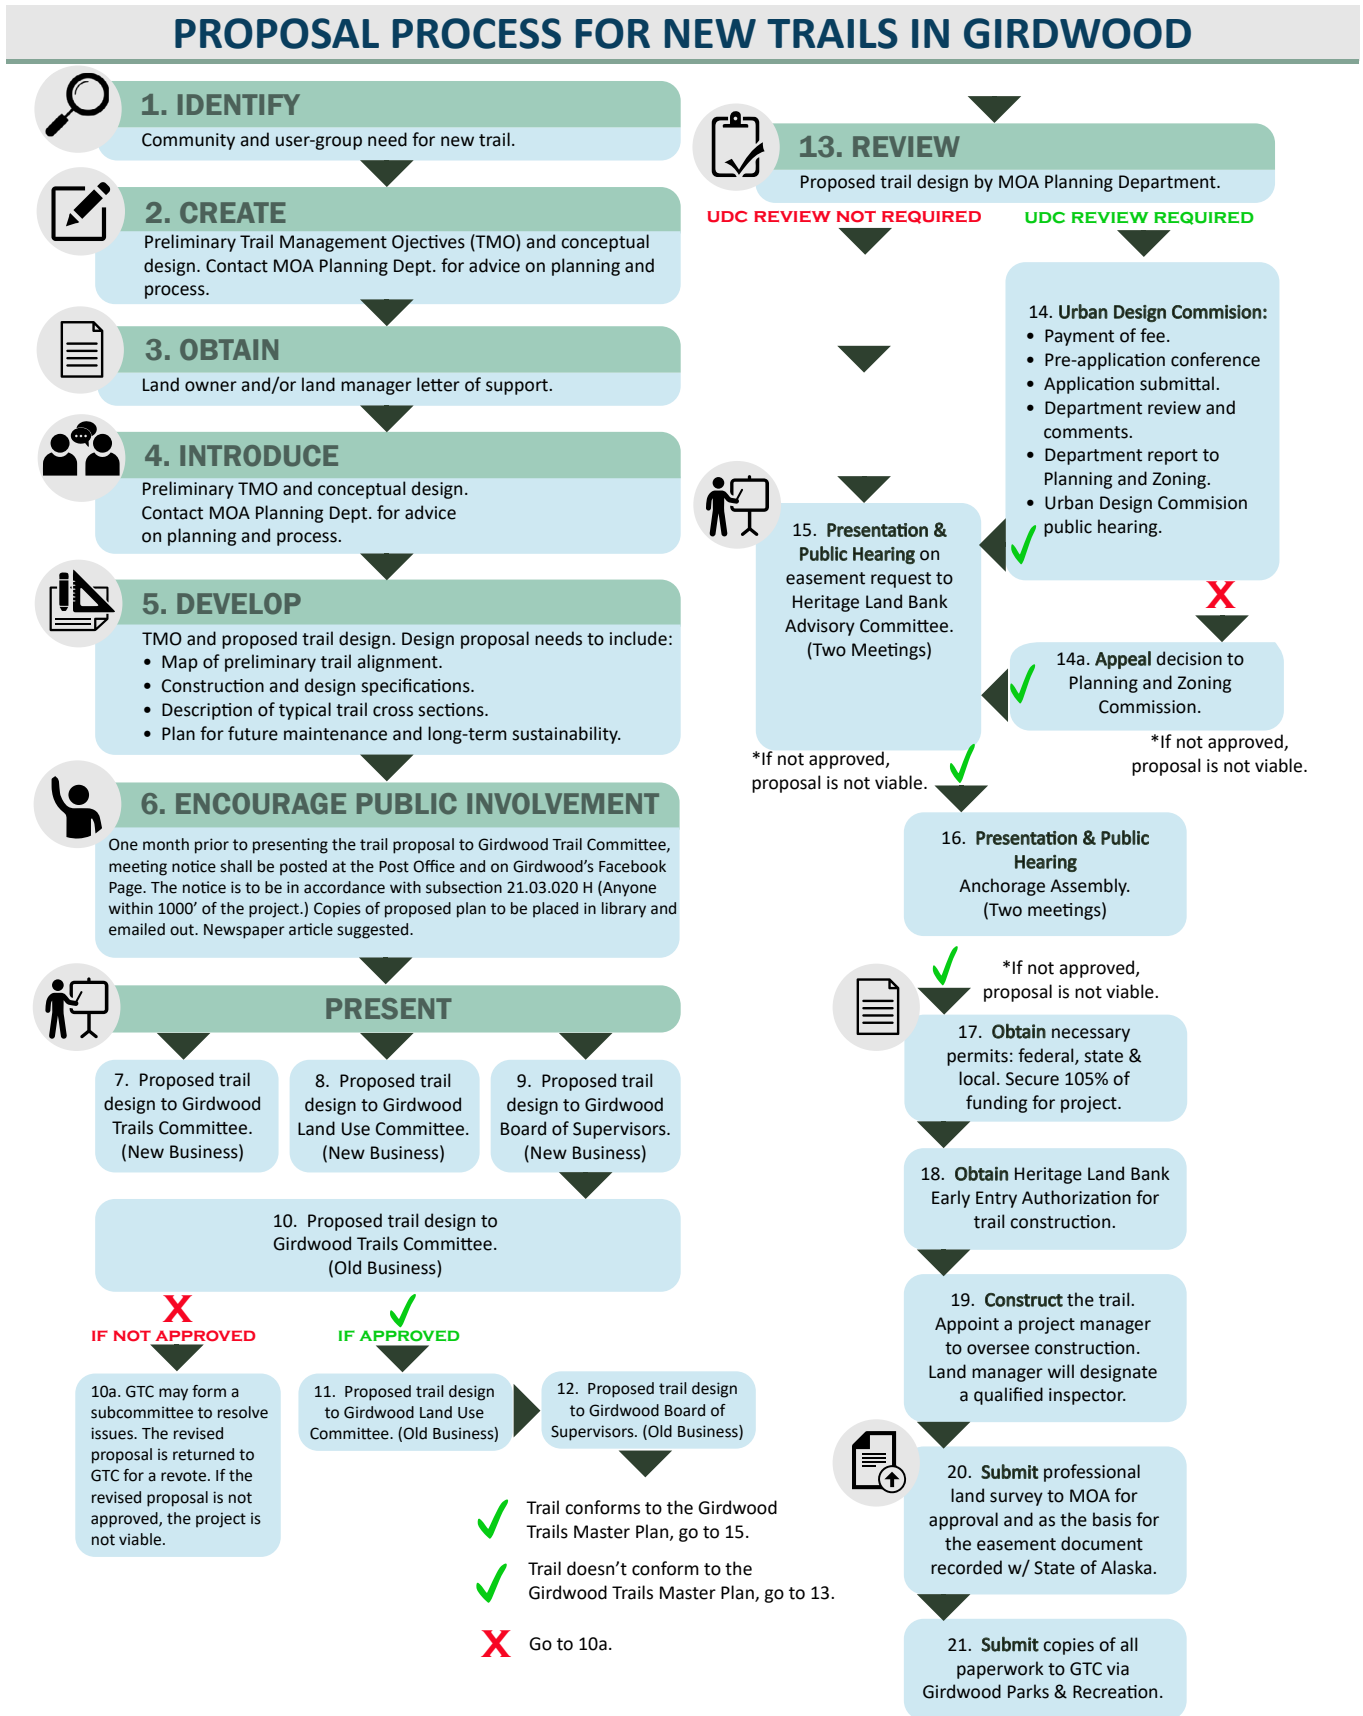 PROPOSAL PROCESS FOR NEW TRAILS IN GIRDWOOD
1. IDENTIFY
Community and user-group need for new trail.
2. CREATE
Preliminary Trail Management Ojectives (TMO) and conceptual
design. Contact MOA Planning Dept. for advice on planning and
process.
3. OBTAIN
Land owner and/or land manager letter of support.
4. INTRODUCE
Preliminary TMO and conceptual design.
Contact MOA Planning Dept. for advice
on planning and process.
5. DEVELOP
TMO and proposed trail design. Design proposal needs to include:
• Map of preliminary trail alignment.
• Construction and design specifications.
• Description of typical trail cross sections.
• Plan for future maintenance and long-term sustainability.
6. ENCOURAGE PUBLIC INVOLVEMENT
One month prior to presenting the trail proposal to Girdwood Trail Committee,
meeting notice shall be posted at the Post Office and on Girdwood's Facebook
Page. The notice is to be in accordance with subsection 21.03.020 H (Anyone
within 1000' of the project.) Copies of proposed plan to be placed in library and
emailed out. Newspaper article suggested.
PRESENT
7. Proposed trail
design to Girdwood
Trails Committee.
(New Business)
8. Proposed trail
design to Girdwood
Land Use Committee.
(New Business)
9. Proposed trail
design to Girdwood
Board of Supervisors.
(New Business)
10. Proposed trail design to
Girdwood Trails Committee.
(Old Business)
X
IF NOT APPROVED
IF APPROVED
10a. GTC may form a
subcommittee to resolve
issues. The revised
proposal is returned to
GTC for a revote. If the
revised proposal is not
approved, the project is
not viable.
11. Proposed trail design
to Girdwood Land Use
Committee. (Old Business)
12. Proposed trail design
to Girdwood Board of
Supervisors. (Old Business)
Trail conforms to the Girdwood
Trails Master Plan, go to 15.
Trail doesn't conform to the
Girdwood Trails Master Plan, go to 13.
X Go to 10a.
13. REVIEW
Proposed trail design by MOA Planning Department.
UDC REVIEW NOT REQUIRED
UDC REVIEW REQUIRED
14. Urban Design Commision:
• Payment of fee.
• Pre-application conference
• Application submittal.
• Department review and
comments.
• Department report to
Planning and Zoning.
• Urban Design Commision
public hearing.
X
14a. Appeal decision to
Planning and Zoning
Commission.
*If not approved,
proposal is not viable.
15. Presentation &
Public Hearing on
easement request to
Heritage Land Bank
Advisory Committee.
(Two Meetings)
*If not approved,
proposal is not viable.
16. Presentation & Public
Hearing
Anchorage Assembly.
(Two meetings)
*If not approved,
proposal is not viable.
17. Obtain necessary
permits: federal, state &
local. Secure 105% of
funding for project.
18. Obtain Heritage Land Bank
Early Entry Authorization for
trail construction.
19. Construct the trail.
Appoint a project manager
to oversee construction.
Land manager will designate
a qualified inspector.
20. Submit professional
land survey to MOA for
approval and as the basis for
the easement document
recorded w/ State of Alaska.
21. Submit copies of all
paperwork to GTC via
Girdwood Parks & Recreation.